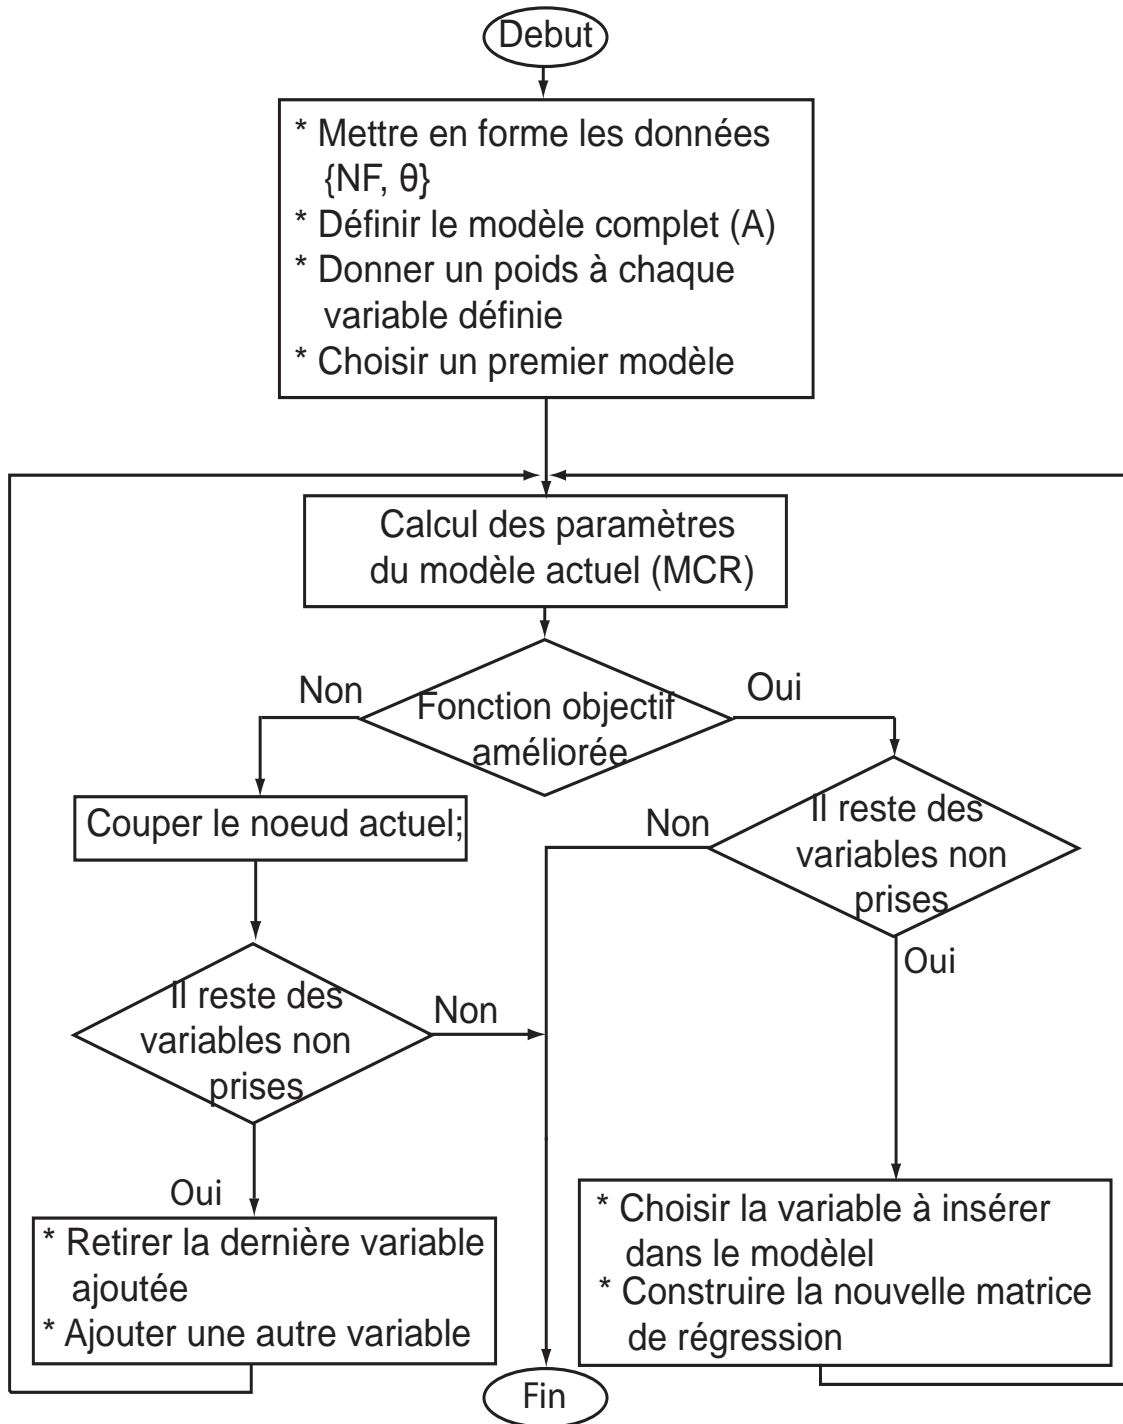 Debut
* Mettre en forme les données
{NF, θ}
* Définir le modèle complet (A)
* Donner un poids à chaque
variable définie
* Choisir un premier modèle
Calcul des paramètres
du modèle actuel (MCR)
Non
Fonction objectif
améliorée
Oui
Couper le noeud actuel;
Non
Il reste des
variables non
prises
Oui
Il reste des
variables non
prises
Non
Oui
* Retirer la dernière variable
ajoutée
* Ajouter une autre variable
* Choisir la variable à insérer
dans le modèlel
* Construire la nouvelle matrice
de régression
Fin